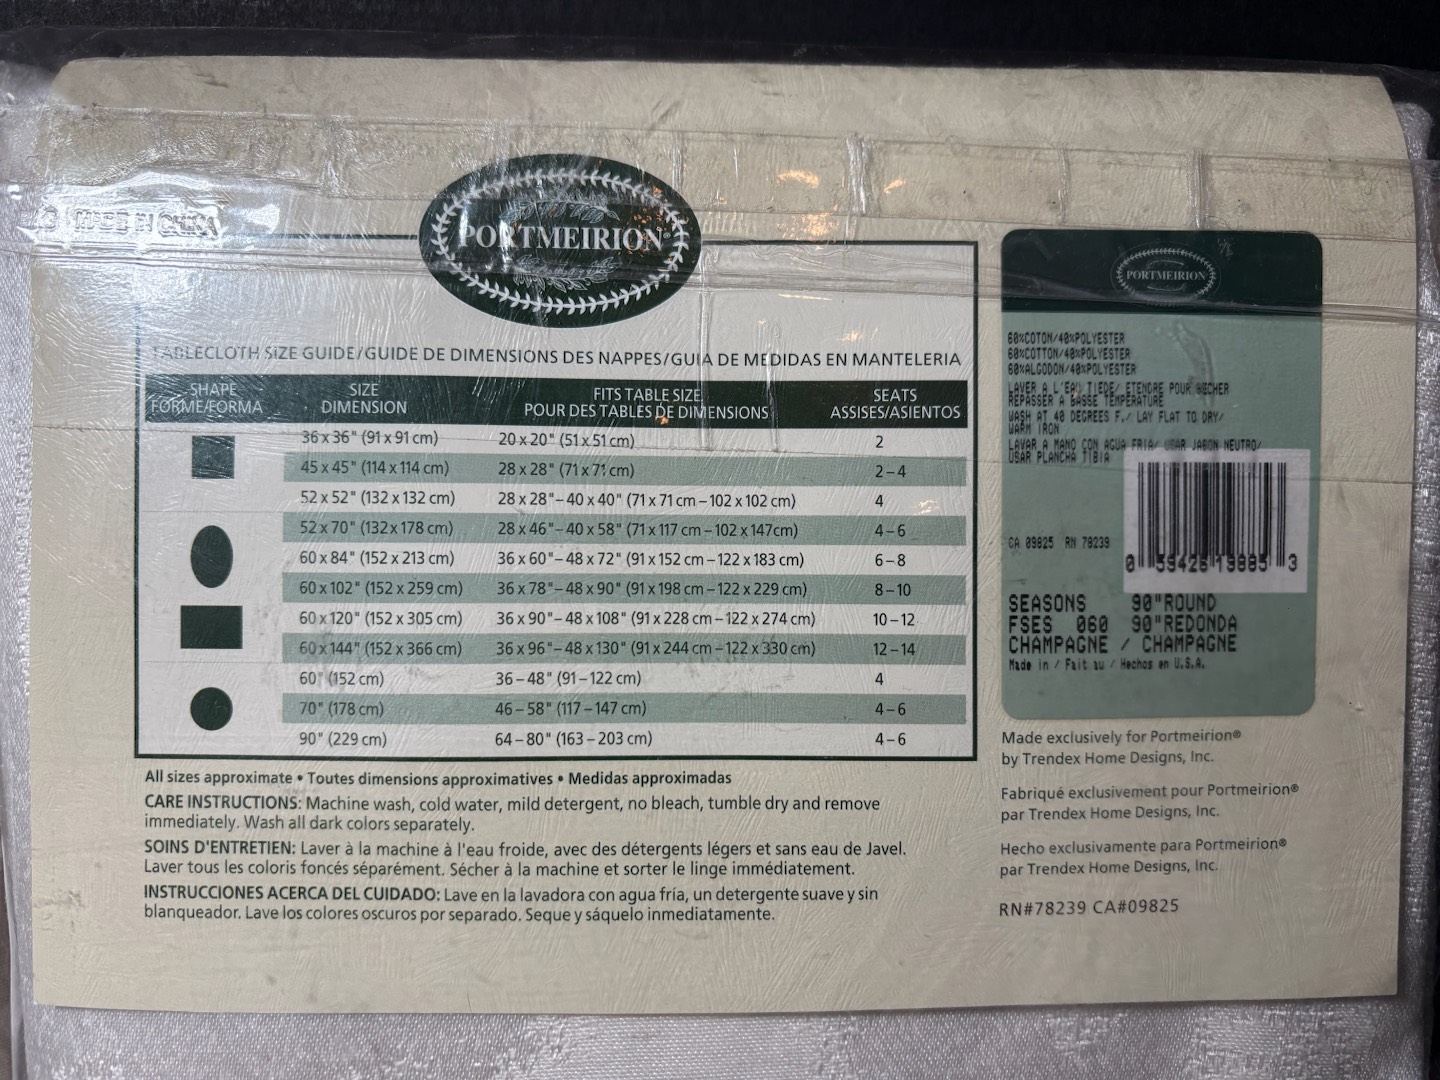 MADE IN CHINA
PORTMEIRION®
TABLECLOTH SIZE GUIDE/GUIDE DE DIMENSIONS DES NAPPES/GUIA DE MEDIDAS EN MANTELERIA
SHAPE SIZE FITS TABLE SIZE SEATS
FORME/FORMA DIMENSION POUR DES TABLES DE DIMENSIONS ASSISES/ASIENTOS
36 x 36" (91 x 91 cm) 20 x 20" (51 x 51 cm) 2
45 x 45" (114 x 114 cm) 28 x 28" (71 x 71 cm) 2 – 4
52 x 52" (132 x 132 cm) 28 x 28" – 40 x 40" (71 x 71 cm – 102 x 102 cm) 4
52 x 70" (132 x 178 cm) 28 x 46" – 40 x 58" (71 x 117 cm – 102 x 147cm) 4 – 6
60 x 84" (152 x 213 cm) 36 x 60" – 48 x 72" (91 x 152 cm – 122 x 183 cm) 6 – 8
60 x 102" (152 x 259 cm) 36 x 78" – 48 x 90" (91 x 198 cm – 122 x 229 cm) 8 – 10
60 x 120" (152 x 305 cm) 36 x 90" – 48 x 108" (91 x 228 cm – 122 x 274 cm) 10 – 12
60 x 144" (152 x 366 cm) 36 x 96" – 48 x 130" (91 x 244 cm – 122 x 330 cm) 12 – 14
60" (152 cm) 36 – 48" (91 – 122 cm) 4
70" (178 cm) 46 – 58" (117 – 147 cm) 4 – 6
90" (229 cm) 64 – 80" (163 – 203 cm) 4 – 6
All sizes approximate • Toutes dimensions approximatives • Medidas approximadas
CARE INSTRUCTIONS: Machine wash, cold water, mild detergent, no bleach, tumble dry and remove
immediately. Wash all dark colors separately.
SOINS D'ENTRETIEN: Laver à la machine à l'eau froide, avec des détergents légers et sans eau de Javel.
Laver tous les coloris foncés séparément. Sécher à la machine et sorter le linge immédiatement.
INSTRUCCIONES ACERCA DEL CUIDADO: Lave en la lavadora con agua fría, un detergente suave y sin
blanqueador. Lave los colores oscuros por separado. Seque y sáquelo inmediatamente.
PORTMEIRION
60%COTON/40%POLYESTER
60%COTTON/40%POLYESTER
60%ALGODON/40%POLYESTER
LAVER A L'EAU TIEDE/ ETENDRE POUR SECHER
REPASSER A BASSE TEMPERATURE
WASH AT 40 DEGREES F./ LAY FLAT TO DRY/
WARM IRON
LAVAR A MANO CON AGUA FRIA/ USAR JABON NEUTRO/
USAR PLANCHA TIBIA
CA 09825 RN 78239
0 59426 19885 3
SEASONS 90"ROUND
FSES 060 90"REDONDA
CHAMPAGNE / CHAMPAGNE
Made in / Fait au / Hechos en U.S.A.
Made exclusively for Portmeirion®
by Trendex Home Designs, Inc.
Fabriqué exclusivement pour Portmeirion®
par Trendex Home Designs, Inc.
Hecho exclusivamente para Portmeirion®
par Trendex Home Designs, Inc.
RN#78239 CA#09825